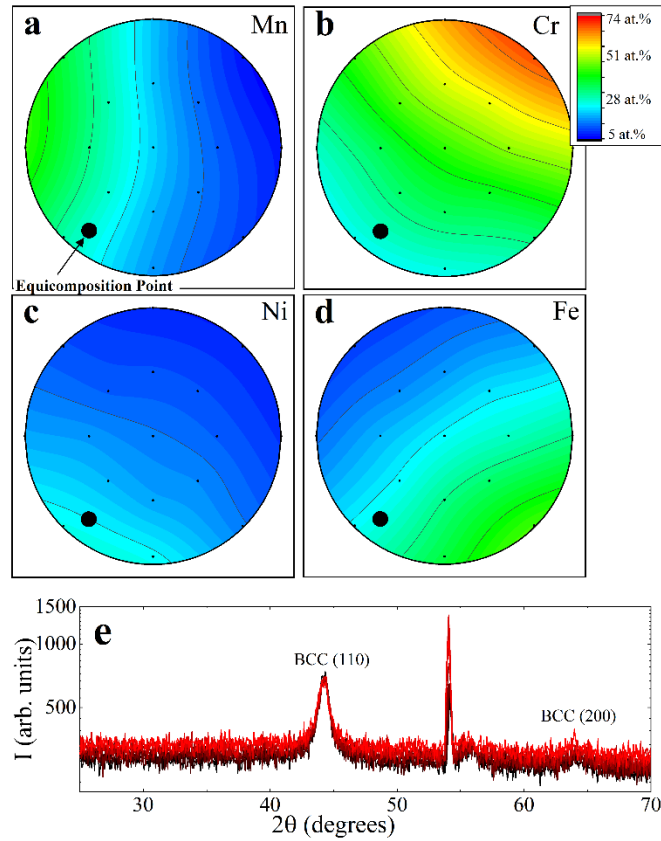 a Mn
b Cr
74 at.%
51 at.%
28 at.%
5 at.%
Equicomposition Point
c Ni
d Fe
e
1500
1000
500
I (arb. units)
BCC (110)
BCC (200)
30 40 50 60 70
2θ (degrees)